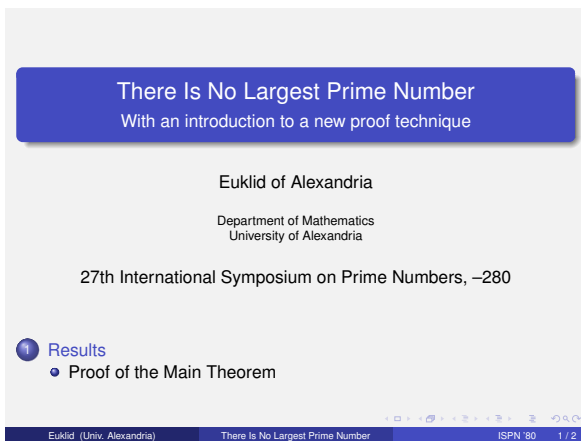 There Is No Largest Prime Number
With an introduction to a new proof technique
Euklid of Alexandria
Department of Mathematics
University of Alexandria
27th International Symposium on Prime Numbers, –280
1 Results
Proof of the Main Theorem
Euklid (Univ. Alexandria) There Is No Largest Prime Number ISPN '80 1 / 2